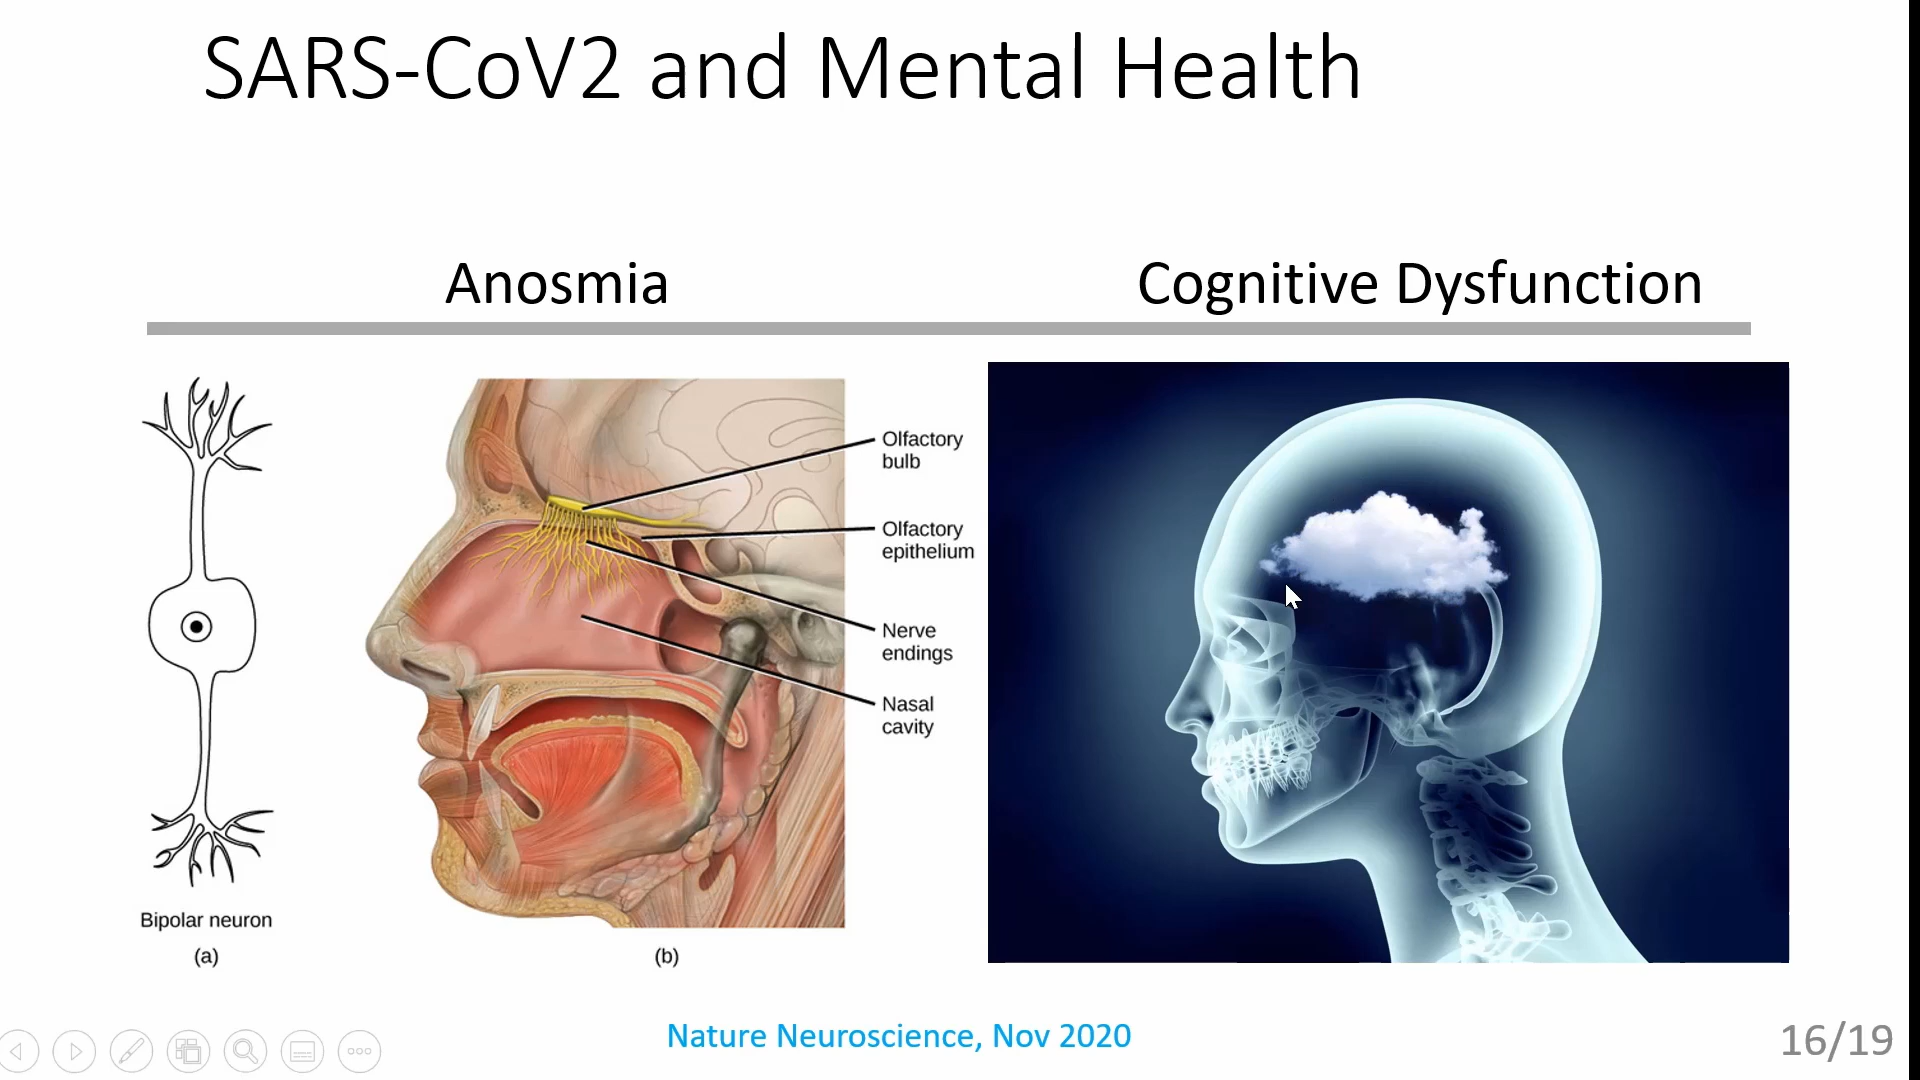 SARS-CoV2 and Mental Health
Anosmia
Cognitive Dysfunction
Olfactory
bulb
Olfactory
epithelium
Nerve
endings
Nasal
cavity
Bipolar neuron
(a)
(b)
Nature Neuroscience, Nov 2020
16/19